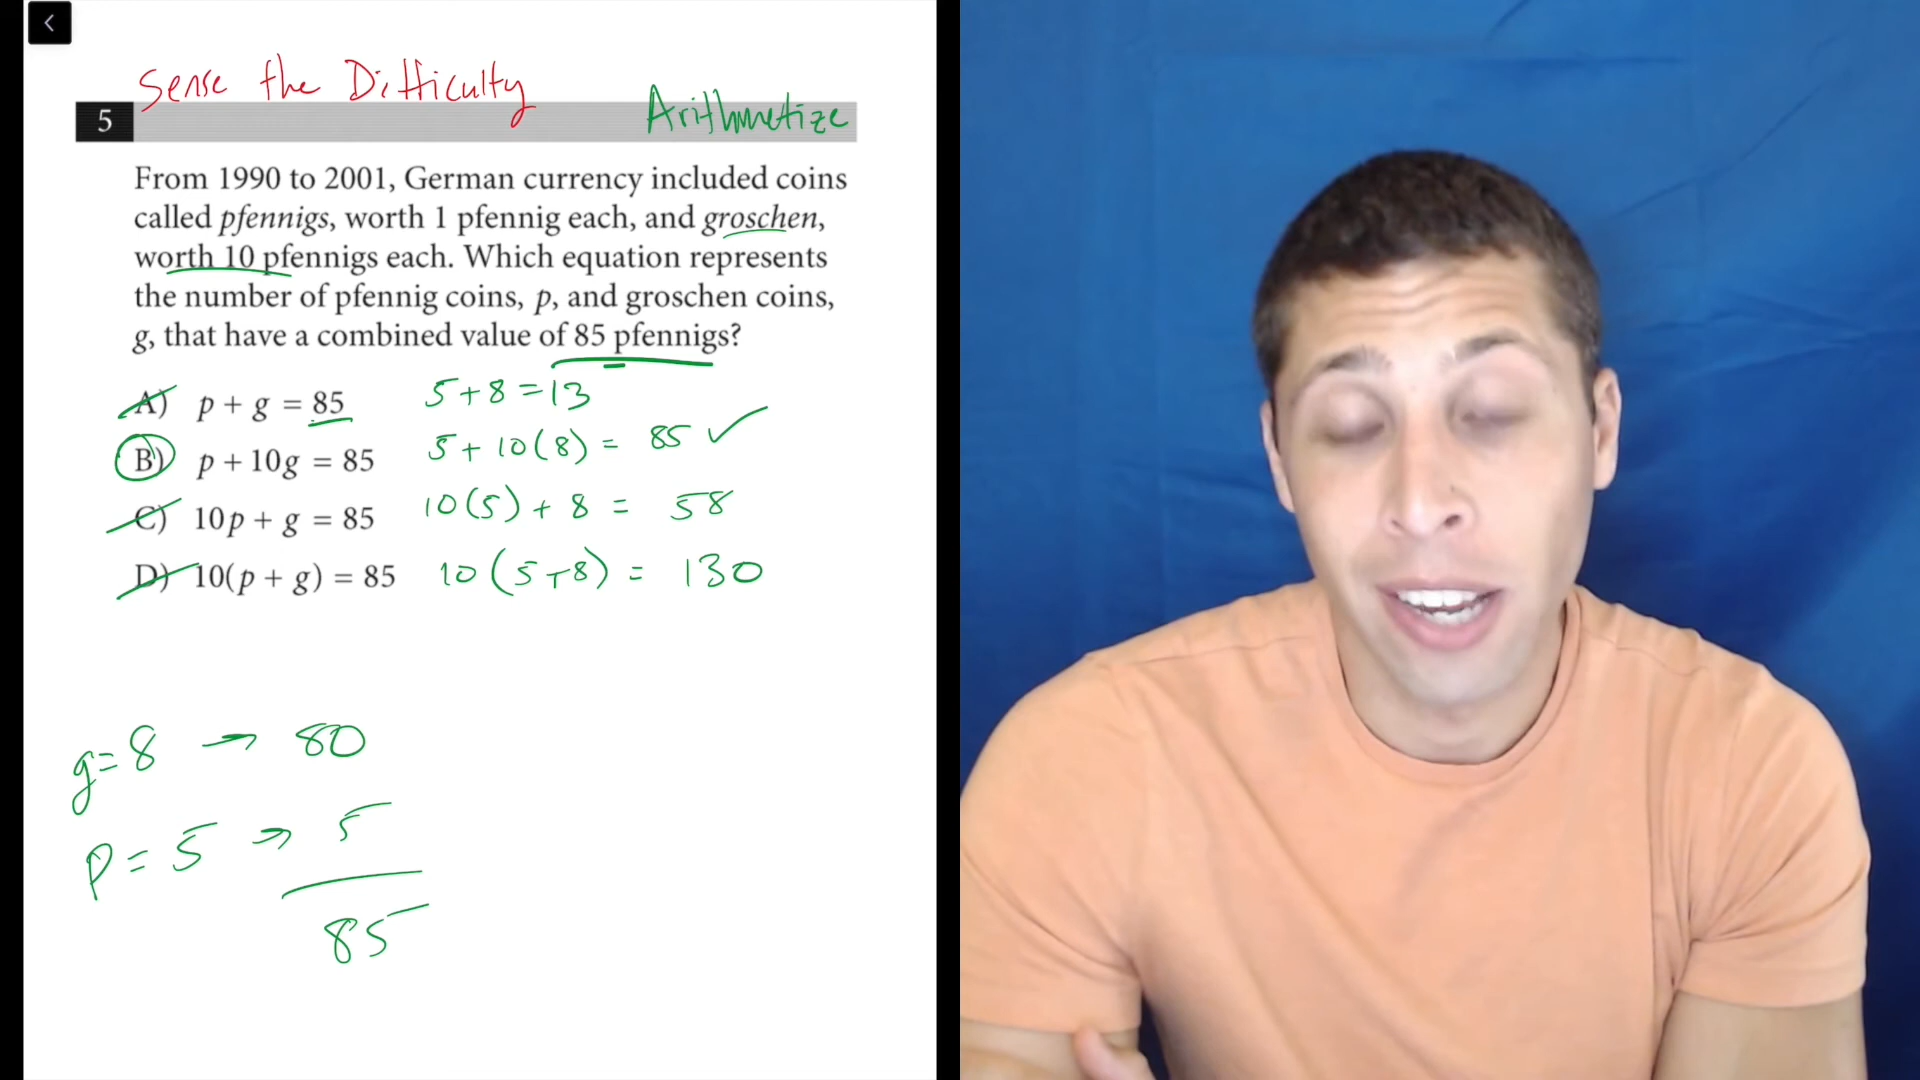 Sense the Difficulty
5 Arithmetize
From 1990 to 2001, German currency included coins
called pfennigs, worth 1 pfennig each, and groschen,
worth 10 pfennigs each. Which equation represents
the number of pfennig coins, p, and groschen coins,
g, that have a combined value of 85 pfennigs?
A) p + g = 85 5+8=13
B) p + 10g = 85 5+10(8) = 85 ✓
C) 10p + g = 85 10(5)+8 = 58
D) 10(p + g) = 85 10(5+8) = 130
g=8 → 80
p=5 → 5
85